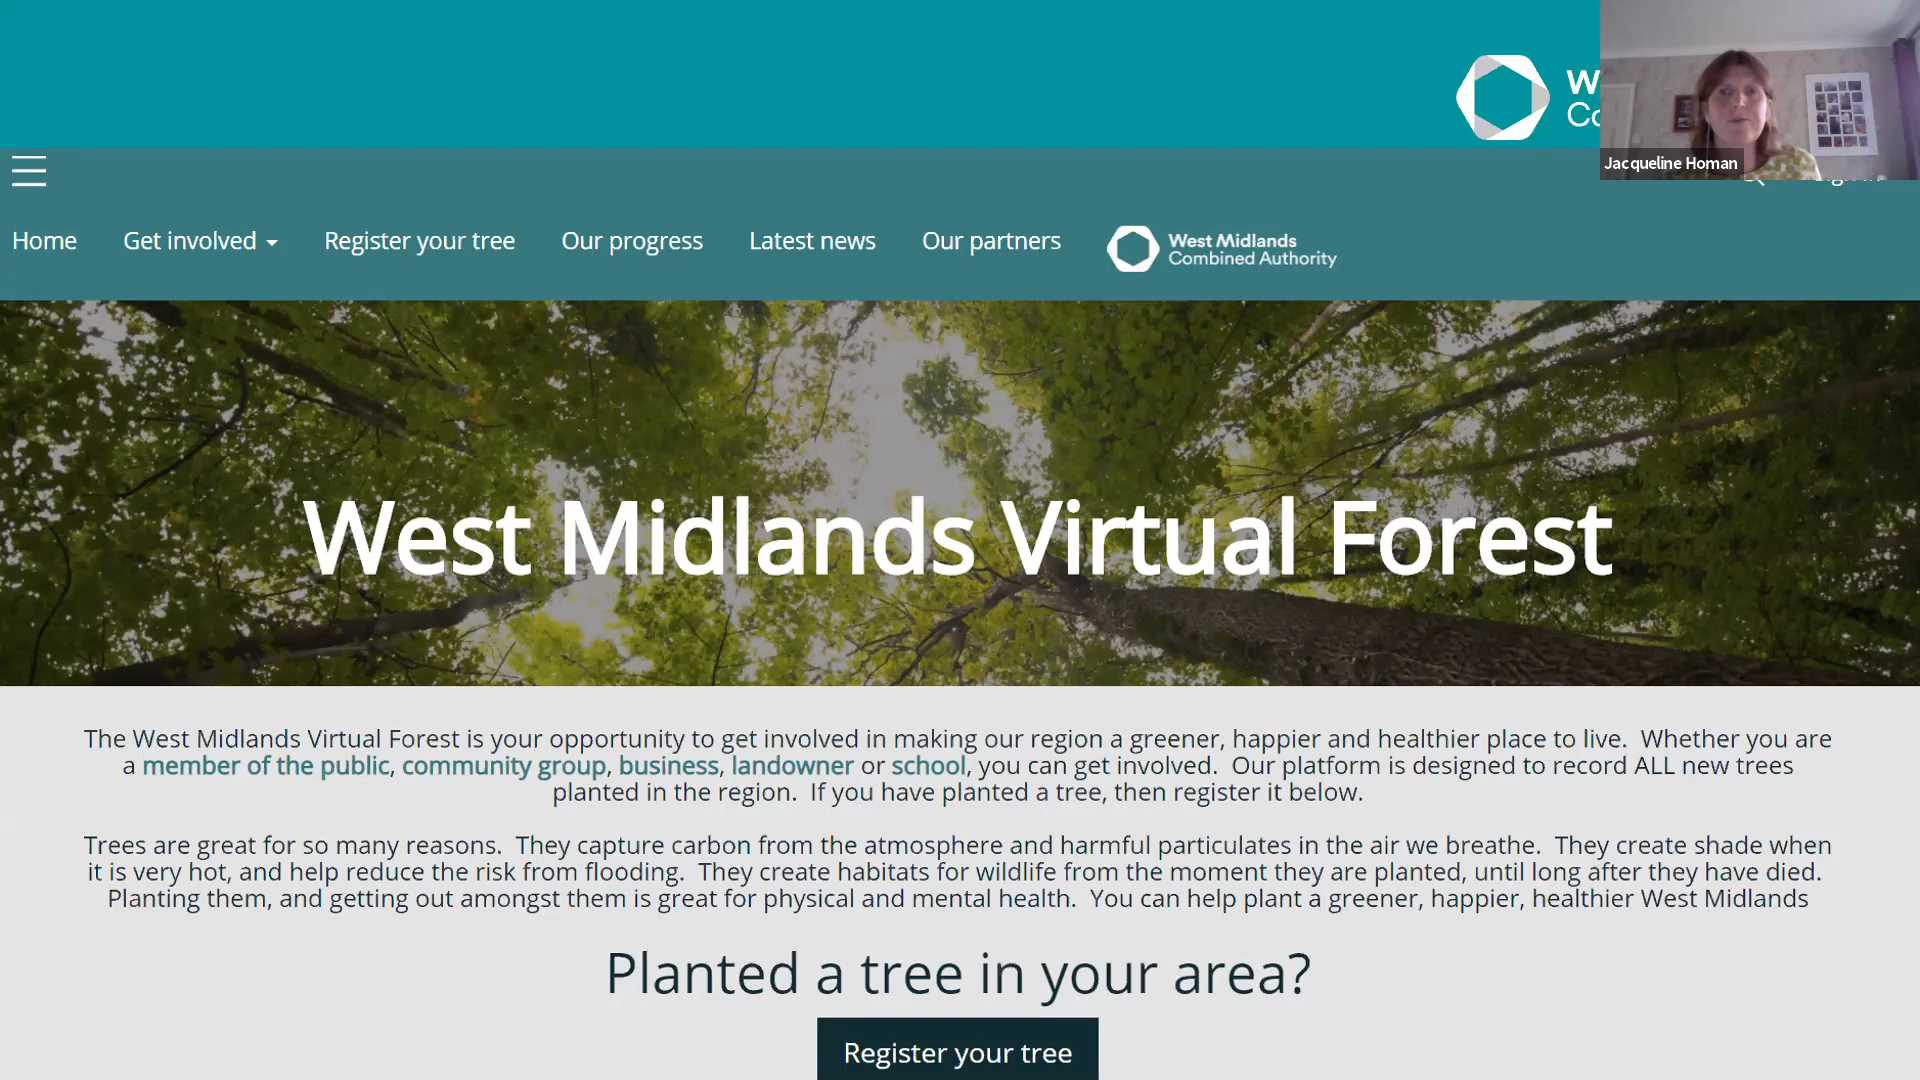 Jacqueline Homan
Home
Get involved
Register your tree
Our progress
Latest news
Our partners
West Midlands
Combined Authority
West Midlands Virtual Forest
The West Midlands Virtual Forest is your opportunity to get involved in making our region a greener, happier and healthier place to live.  Whether you are
a member of the public, community group, business, landowner or school, you can get involved.  Our platform is designed to record ALL new trees
planted in the region.  If you have planted a tree, then register it below.
Trees are great for so many reasons.  They capture carbon from the atmosphere and harmful particulates in the air we breathe.  They create shade when
it is very hot, and help reduce the risk from flooding.  They create habitats for wildlife from the moment they are planted, until long after they have died.
Planting them, and getting out amongst them is great for physical and mental health.  You can help plant a greener, happier, healthier West Midlands
Planted a tree in your area?
Register your tree